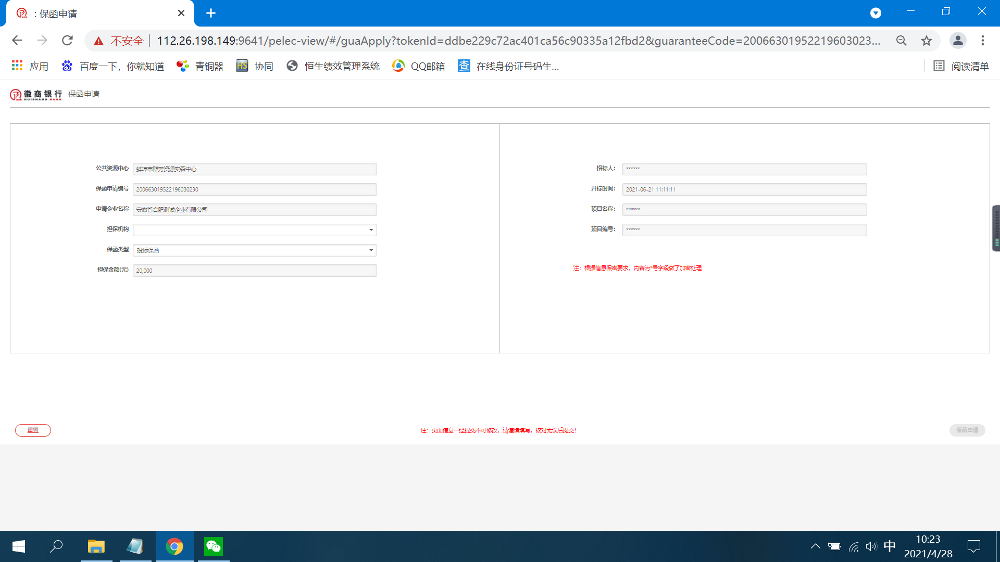 : 保函申请
不安全 | 112.26.198.149:9641/pelec-view/#/guaApply?tokenId=ddbe229c72ac401ca56c90335a12fbd2&guaranteeCode=20066301952219603023...
应用 百度一下，你就知道 青铜器 HS 协同 恒生绩效管理系统 QQ邮箱 查 在线身份证号码生... 阅读清单
徽商银行 HUISHANG BANK 保函申请
公共资源中心 蚌埠市群芳资源实森中心
保函申请编号 200663019522196030230
申请企业名称 安徽省合肥测试企业有限公司
担保机构
保函类型 投标保函
担保金额(元) 20,000
招标人: ******
开标时间: 2021-06-21 11:11:11
项目名称: ******
项目编号: ******
注：根据信息保密要求，内容为*号字段做了加密处理
重置
注：页面信息一经提交不可修改，请谨慎填写，核对无误后提交！
保函申请
中
10:23
2021/4/28